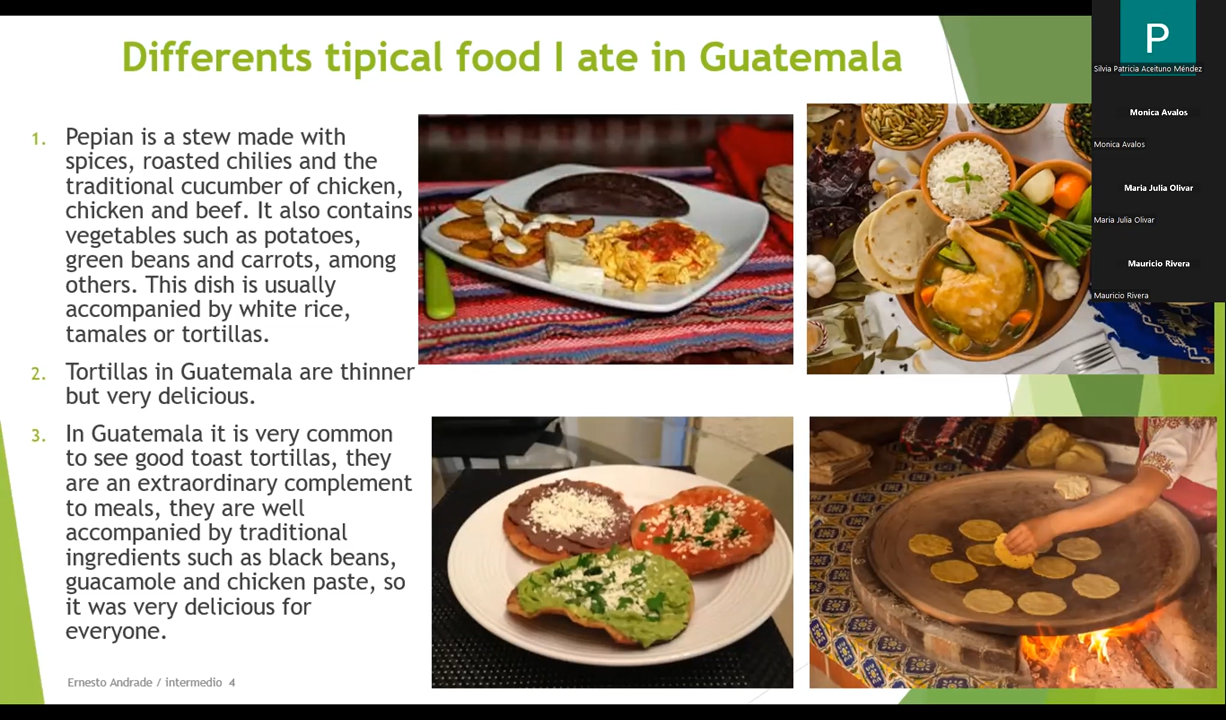 Differents tipical food I ate in Guatemala
1. Pepian is a stew made with
spices, roasted chilies and the
traditional cucumber of chicken,
chicken and beef. It also contains
vegetables such as potatoes,
green beans and carrots, among
others. This dish is usually
accompanied by white rice,
tamales or tortillas.
2. Tortillas in Guatemala are thinner
but very delicious.
3. In Guatemala it is very common
to see good toast tortillas, they
are an extraordinary complement
to meals, they are well
accompanied by traditional
ingredients such as black beans,
guacamole and chicken paste, so
it was very delicious for
everyone.
Ernesto Andrade / intermedio 4
P
Silvia Patricia Aceituno Méndez
Monica Avalos
Monica Avalos
Maria Julia Olivar
Maria Julia Olivar
Mauricio Rivera
Mauricio Rivera